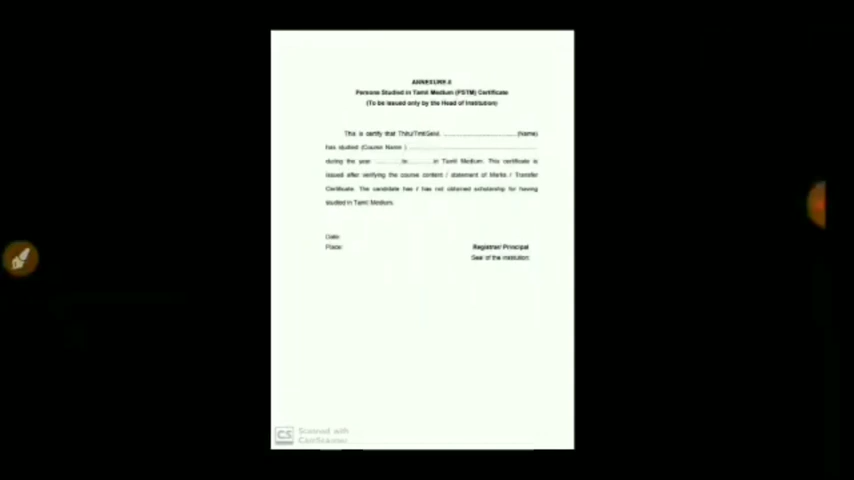 ANNEXURE-II
Persons Studied in Tamil Medium (PSTM) Certificate
(To be issued only by the Head of Institution)
This is certify that Thiru/Tmt/Selvi. ................................(Name)
has studied (Course Name ) ................................................
during the year ...........to.........in Tamil Medium. This certificate is
issued after verifying the course content / statement of Marks / Transfer
Certificate. The candidate has / has not obtained scholarship for having
studied in Tamil Medium.
Date:
Place:
Registrar/ Principal
Seal of the institution
CS
Scanned with
CamScanner